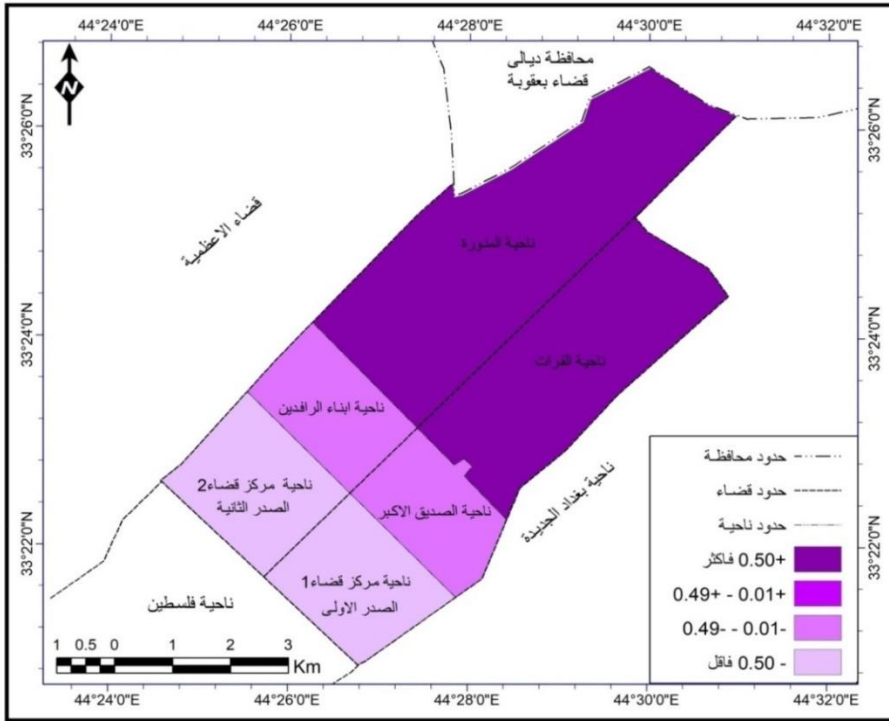 44°24'0"E 44°26'0"E 44°28'0"E 44°30'0"E 44°32'0"E
محافظة ديالى
قضاء بعقوبة
N
33°26'0"N
33°26'0"N
قضاء الاعظمية
ناحية المنورة
33°24'0"N
33°24'0"N
ناحية الفرات
ناحية ابناء الرافدين
ناحية مركز قضاء2
الصدر الثانية
ناحية الصديق الاكبر
ناحية بغداد الجديدة
33°22'0"N
33°22'0"N
ناحية مركز قضاء1
الصدر الاولى
ناحية فلسطين
حدود محافظة
حدود قضاء
حدود ناحية
+0.50 فاكثر
+0.01 - +0.49
-0.01 - -0.49
- 0.50 فاقل
1 0.5 0 1 2 3
Km
44°24'0"E 44°26'0"E 44°28'0"E 44°30'0"E 44°32'0"E